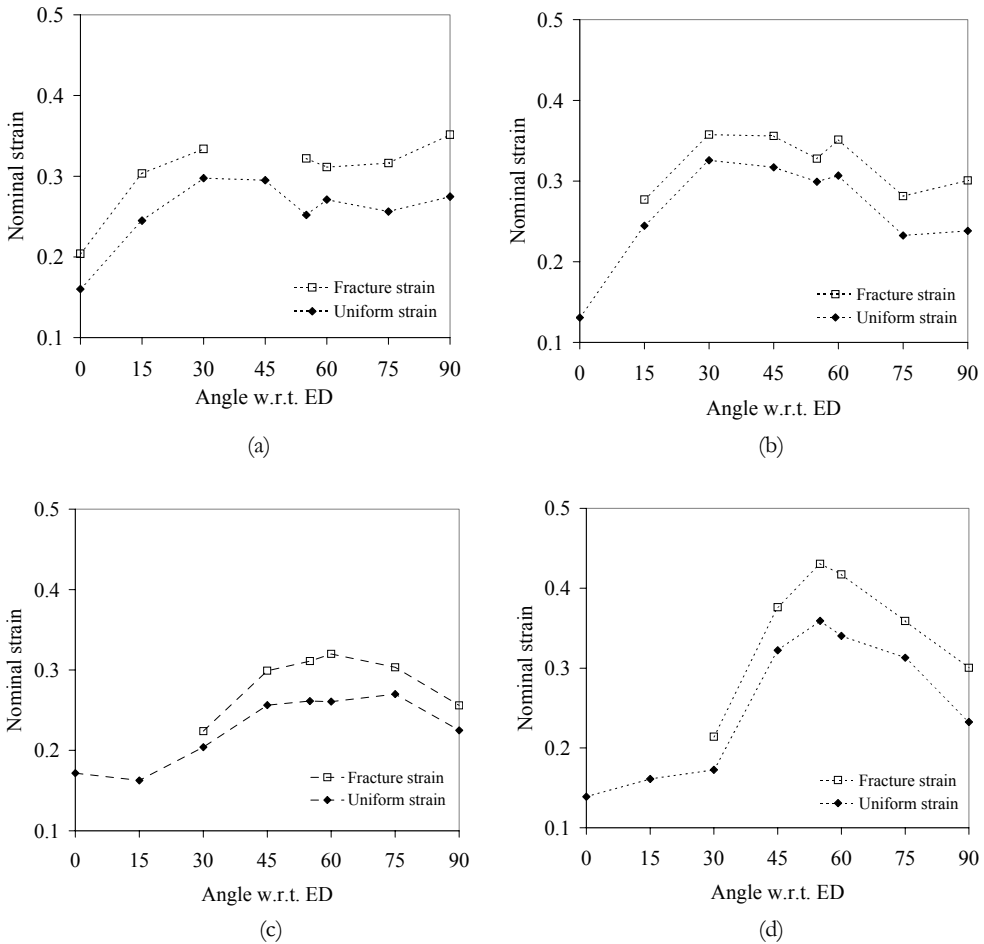 0.5
0.4
0.3
0.2
0.1
Nominal strain
Fracture strain
Uniform strain
0 15 30 45 60 75 90
Angle w.r.t. ED
(a)
0.5
0.4
0.3
0.2
0.1
Nominal strain
Fracture strain
Uniform strain
0 15 30 45 60 75 90
Angle w.r.t. ED
(b)
0.5
0.4
0.3
0.2
0.1
Nominal strain
Fracture strain
Uniform strain
0 15 30 45 60 75 90
Angle w.r.t. ED
(c)
0.5
0.4
0.3
0.2
0.1
Nominal strain
Fracture strain
Uniform strain
0 15 30 45 60 75 90
Angle w.r.t. ED
(d)